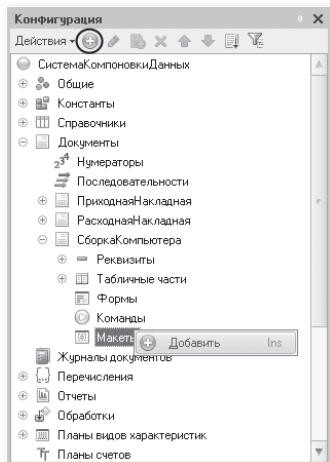 Конфигурация
Действия
СистемаКомпоновкиДанных
Общие
Константы
Справочники
Документы
Нумераторы
Последовательности
ПриходнаяНакладная
РасходнаяНакладная
СборкаКомпьютера
Реквизиты
Табличные части
Формы
Команды
Макеты
Добавить Ins
Журналы документов
Перечисления
Отчеты
Обработки
Планы видов характеристик
Планы счетов